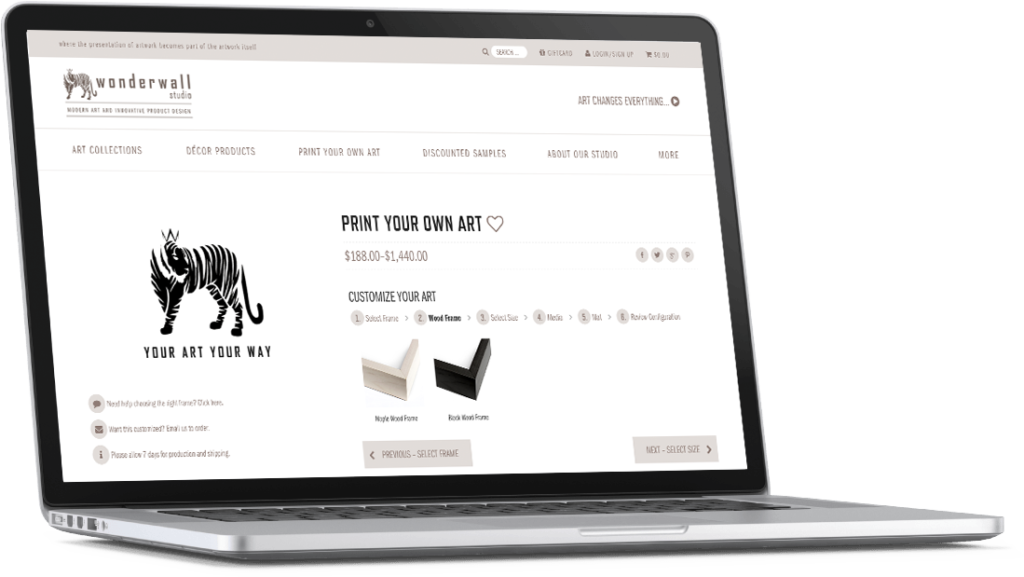 where the presentation of artwork becomes part of the artwork itself
SEARCH... GIFTCARD LOGIN/SIGN UP $0.00
wonderwall
studio
MODERN ART AND INNOVATIVE PRODUCT DESIGN
ART CHANGES EVERYTHING...
ART COLLECTIONS DÉCOR PRODUCTS PRINT YOUR OWN ART DISCOUNTED SAMPLES ABOUT OUR STUDIO MORE
PRINT YOUR OWN ART
$188.00–$1,440.00
CUSTOMIZE YOUR ART
1. Select Frame > 2. Wood Frame > 3. Select Size > 4. Media > 5. Mat > 6. Review Configuration
YOUR ART YOUR WAY
Maple Wood Frame Black Wood Frame
Need help choosing the right frame? Click here.
Want this customized? Email us to order.
Please allow 7 days for production and shipping.
< PREVIOUS – SELECT FRAME NEXT – SELECT SIZE >